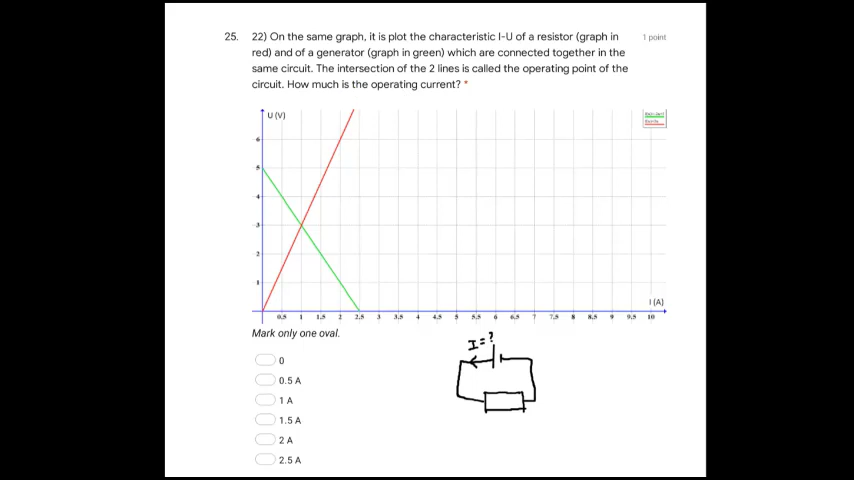 25. 22) On the same graph, it is plot the characteristic I-U of a resistor (graph in 1 point
red) and of a generator (graph in green) which are connected together in the
same circuit. The intersection of the 2 lines is called the operating point of the
circuit. How much is the operating current? *
U (V)
6
5
4
3
2
1
I (A)
0,5 1 1,5 2 2,5 3 3,5 4 4,5 5 5,5 6 6,5 7 7,5 8 8,5 9 9,5 10
Mark only one oval.
I=?
0
0.5 A
1 A
1.5 A
2 A
2.5 A